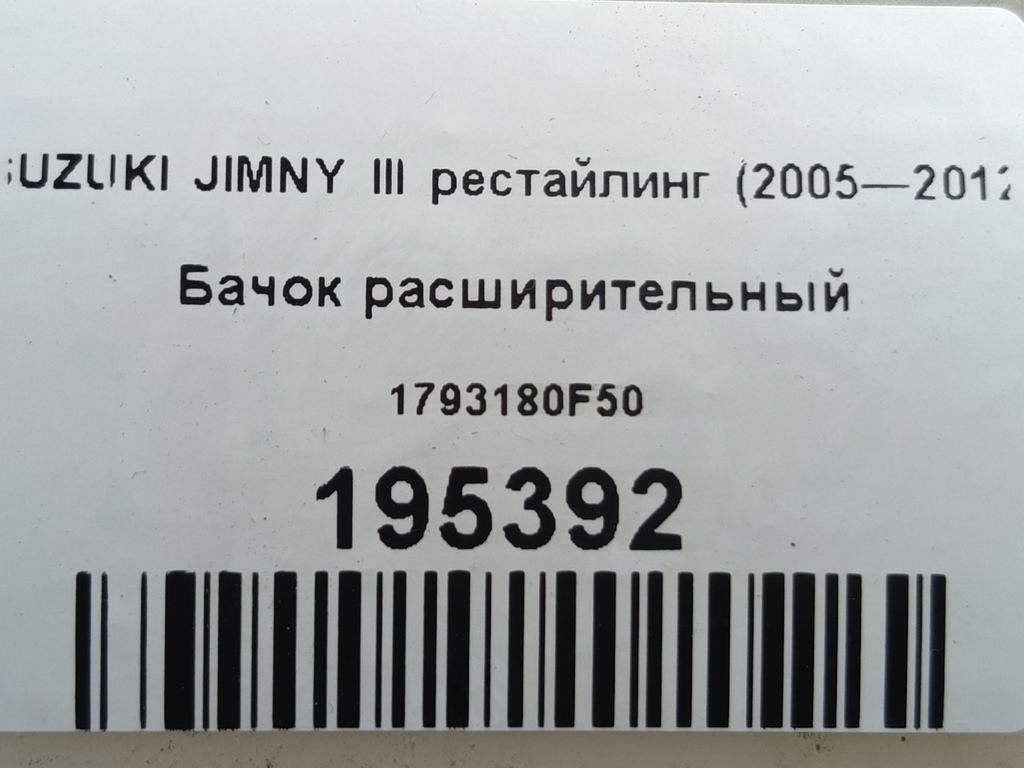 SUZUKI JIMNY III рестайлинг (2005—2012
Бачок расширительный
1793180F50
195392